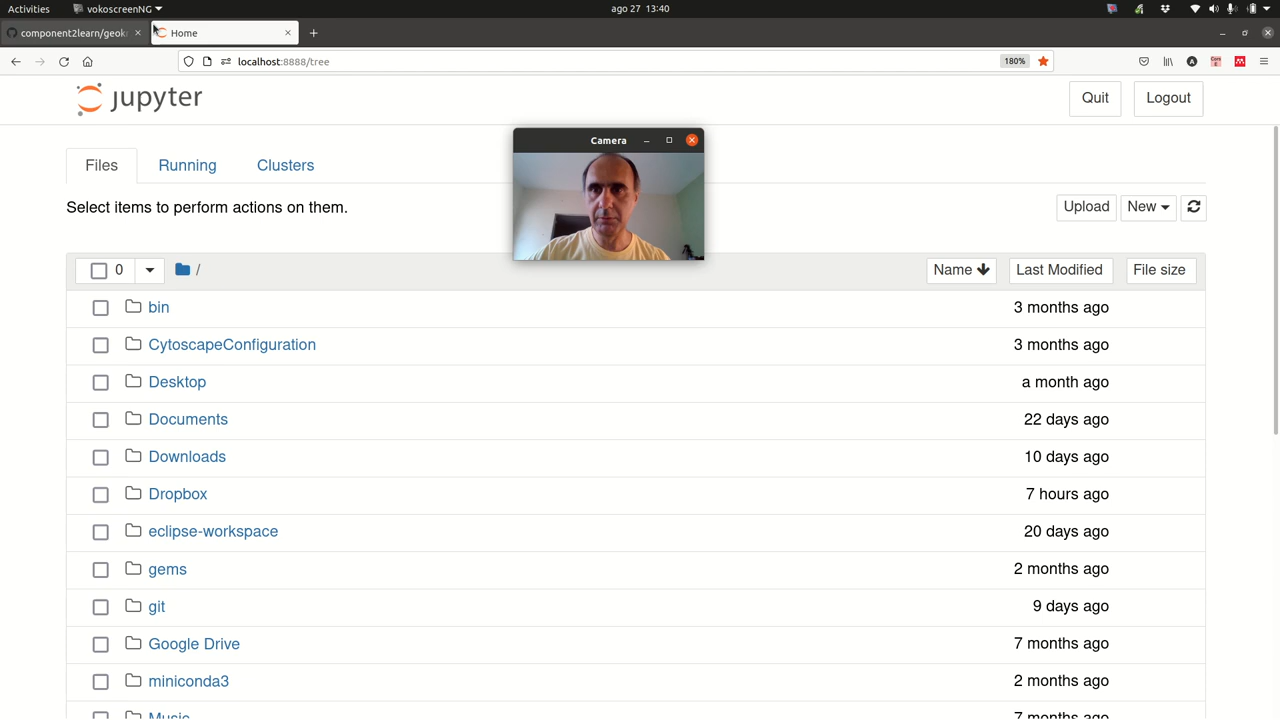 Activities vokoscreenNG ago 27 13:40
component2learn/geok Home
localhost:8888/tree 180%
jupyter Quit Logout
Camera
Files Running Clusters
Select items to perform actions on them. Upload New
0 / Name Last Modified File size
bin 3 months ago
CytoscapeConfiguration 3 months ago
Desktop a month ago
Documents 22 days ago
Downloads 10 days ago
Dropbox 7 hours ago
eclipse-workspace 20 days ago
gems 2 months ago
git 9 days ago
Google Drive 7 months ago
miniconda3 2 months ago
Music 7 months ago